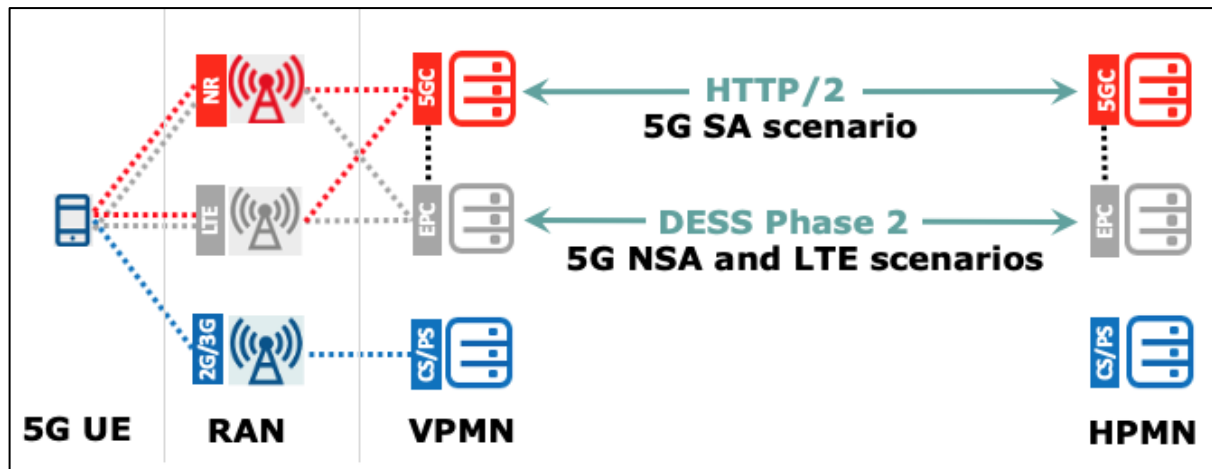 NR
5GC
HTTP/2
5GC
5G SA scenario
LTE
EPC
DESS Phase 2
EPC
5G NSA and LTE scenarios
2G/3G
CS/PS
CS/PS
5G UE
RAN
VPMN
HPMN